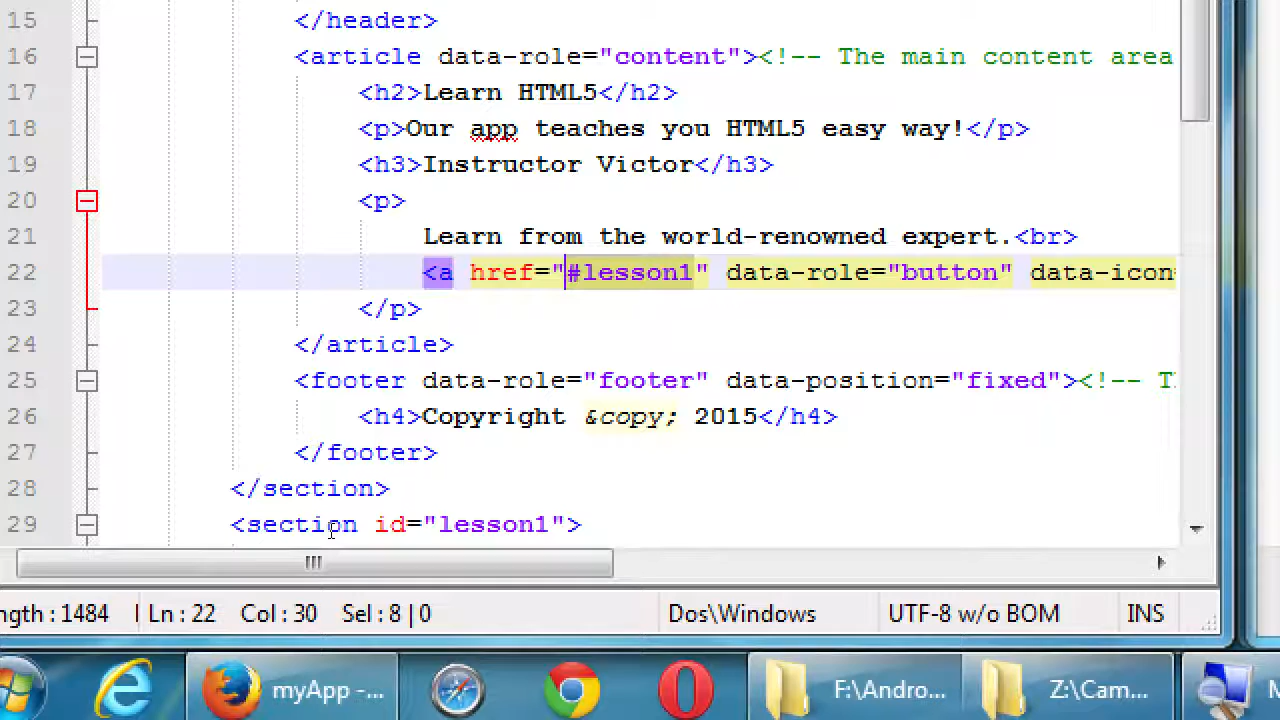 15 </header>
16 <article data-role="content"><!-- The main content area
17 <h2>Learn HTML5</h2>
18 <p>Our app teaches you HTML5 easy way!</p>
19 <h3>Instructor Victor</h3>
20 <p>
21 Learn from the world-renowned expert.<br>
22 <a href="#lesson1" data-role="button" data-icon=
23 </p>
24 </article>
25 <footer data-role="footer" data-position="fixed"><!-- T
26 <h4>Copyright &copy; 2015</h4>
27 </footer>
28 </section>
29 <section id="lesson1">
ngth : 1484 Ln : 22 Col : 30 Sel : 8 | 0 Dos\Windows UTF-8 w/o BOM INS
myApp -... F:\Andro... Z:\Cam... M